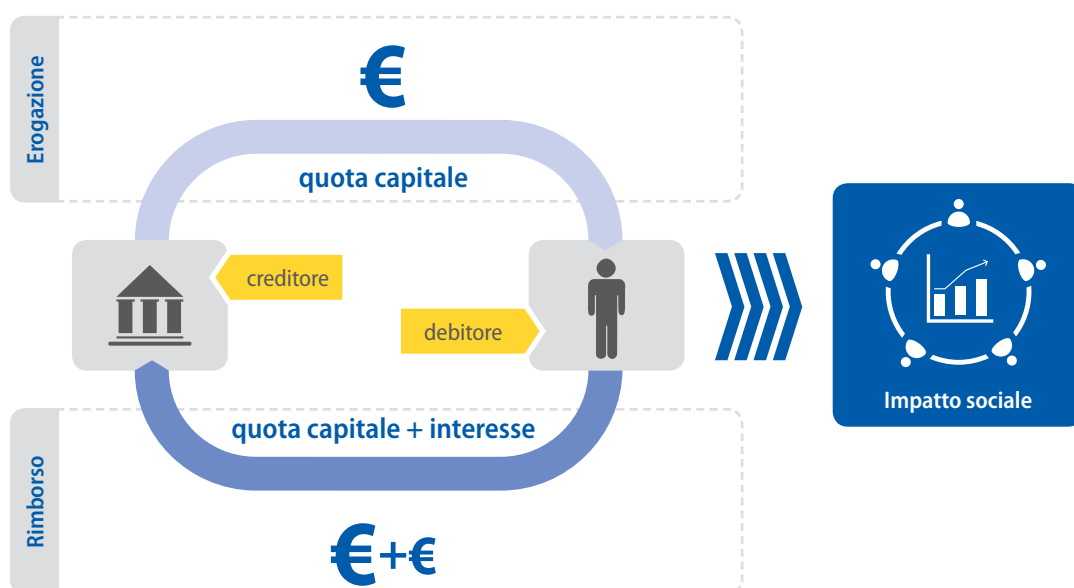 Erogazione
€
quota capitale
creditore
debitore
Impatto sociale
quota capitale + interesse
Rimborso
€+€